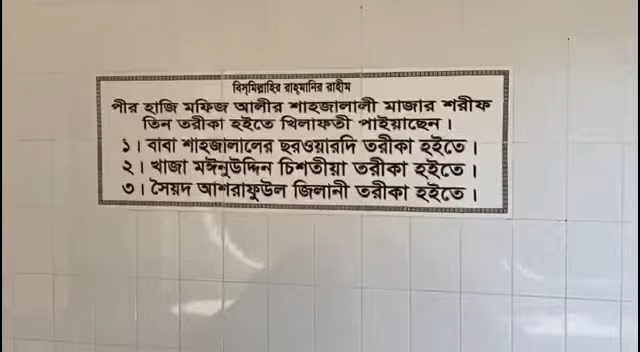 বিস্‌মিল্লাহির রাহ্‌মানির রাহীম
পীর হাজি মফিজ আলীর শাহজালালী মাজার শরীফ
তিন তরীকা হইতে খিলাফতী পাইয়াছেন ।
১ । বাবা শাহজালালের ছরওয়ারদি তরীকা হইতে ।
২ । খাজা মঈনুউদ্দিন চিশতীয়া তরীকা হইতে ।
৩ । সৈয়দ আশরাফুউল জিলানী তরীকা হইতে ।